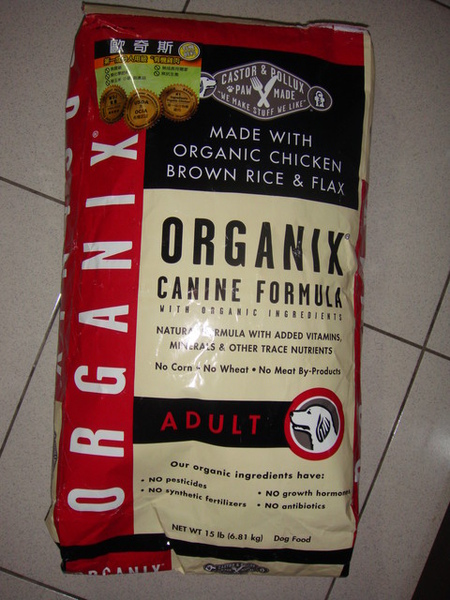 歐奇斯
CASTOR & POLLUX
PAW MADE
"WE MAKE STUFF WE LIKE"
MADE WITH
ORGANIC CHICKEN
BROWN RICE & FLAX
ORGANIX®
ORGANIX®
CANINE FORMULA
WITH ORGANIC INGREDIENTS
NATURAL FORMULA WITH ADDED VITAMINS,
MINERALS & OTHER TRACE NUTRIENTS
No Corn • No Wheat • No Meat By-Products
ADULT
Our organic ingredients have:
• NO pesticides
• NO synthetic fertilizers
• NO growth hormones
• NO antibiotics
NET WT 15 lb (6.81 kg) Dog Food
ORGANIX